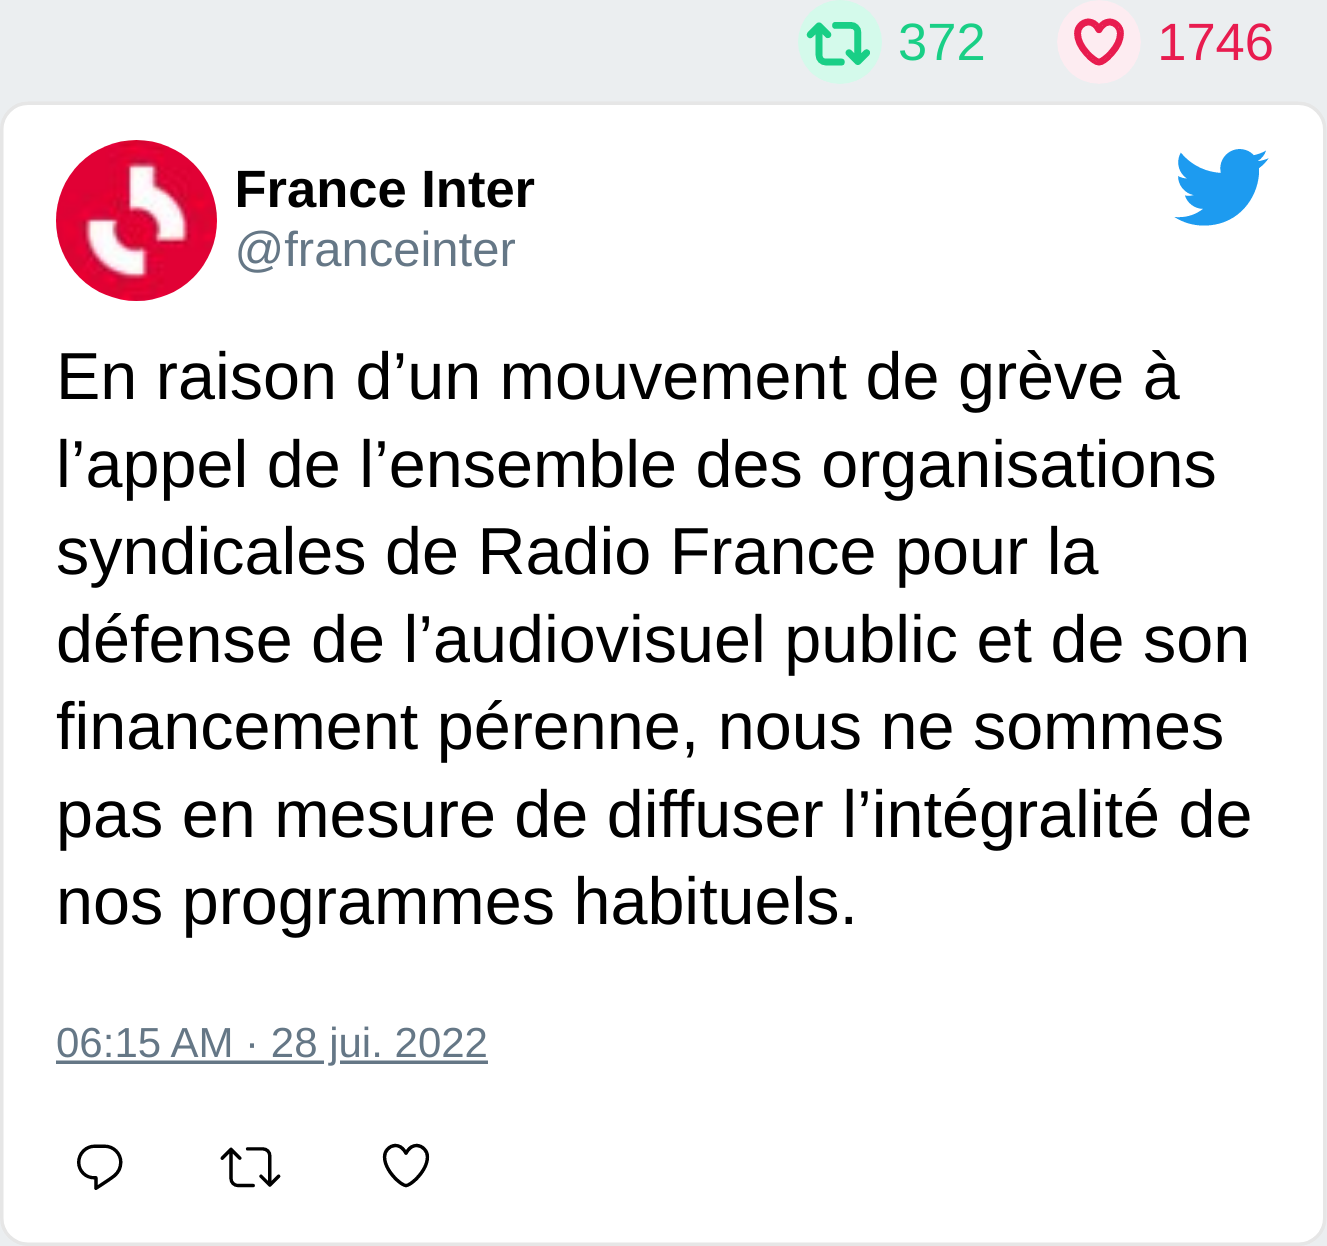 372 1746
France Inter
@franceinter
En raison d’un mouvement de grève à
l’appel de l’ensemble des organisations
syndicales de Radio France pour la
défense de l’audiovisuel public et de son
financement pérenne, nous ne sommes
pas en mesure de diffuser l’intégralité de
nos programmes habituels.
06:15 AM · 28 jui. 2022